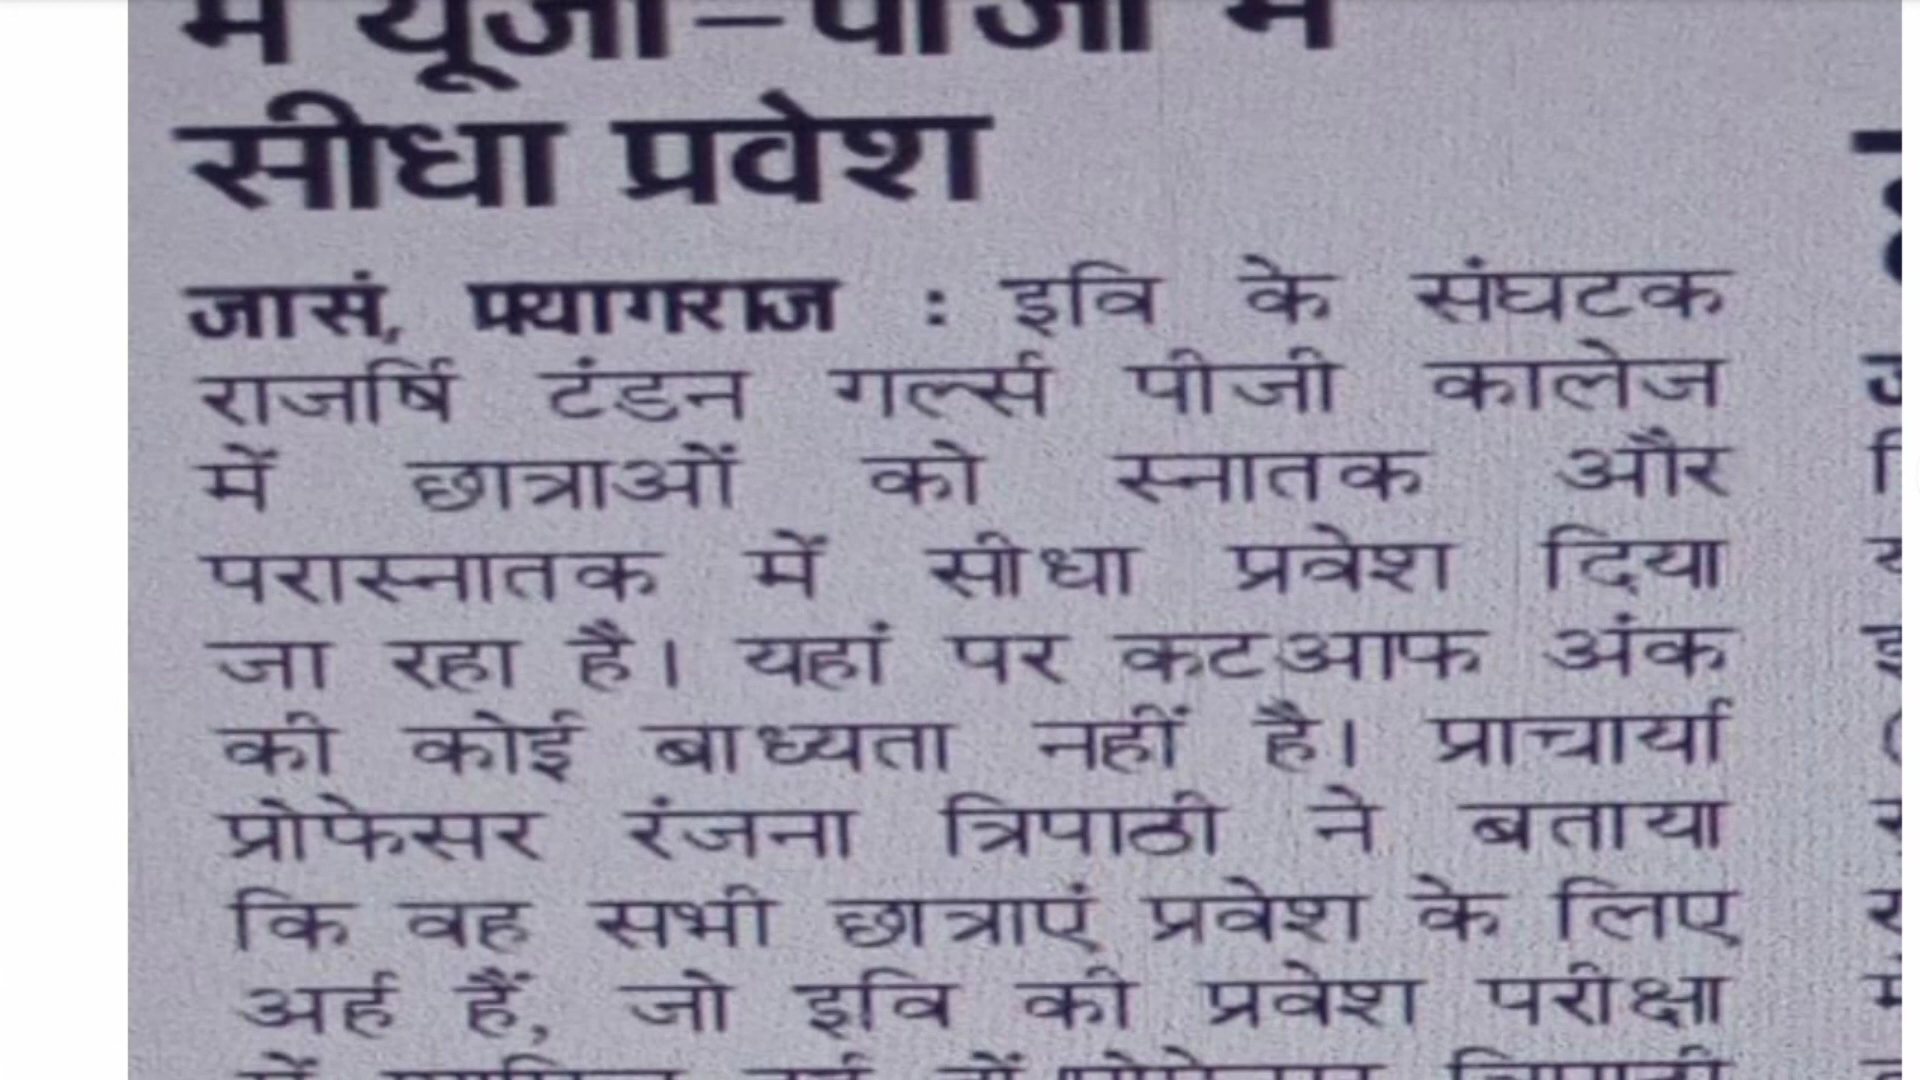 में यूजी-पीजी में
सीधा प्रवेश
जासं, प्रयागराज : इवि के संघटक
राजर्षि टंडन गर्ल्स पीजी कालेज
में छात्राओं को स्नातक और
परास्नातक में सीधा प्रवेश दिया
जा रहा है। यहां पर कटआफ अंक
की कोई बाध्यता नहीं है। प्राचार्या
प्रोफेसर रंजना त्रिपाठी ने बताया
कि वह सभी छात्राएं प्रवेश के लिए
अर्ह हैं, जो इवि की प्रवेश परीक्षा